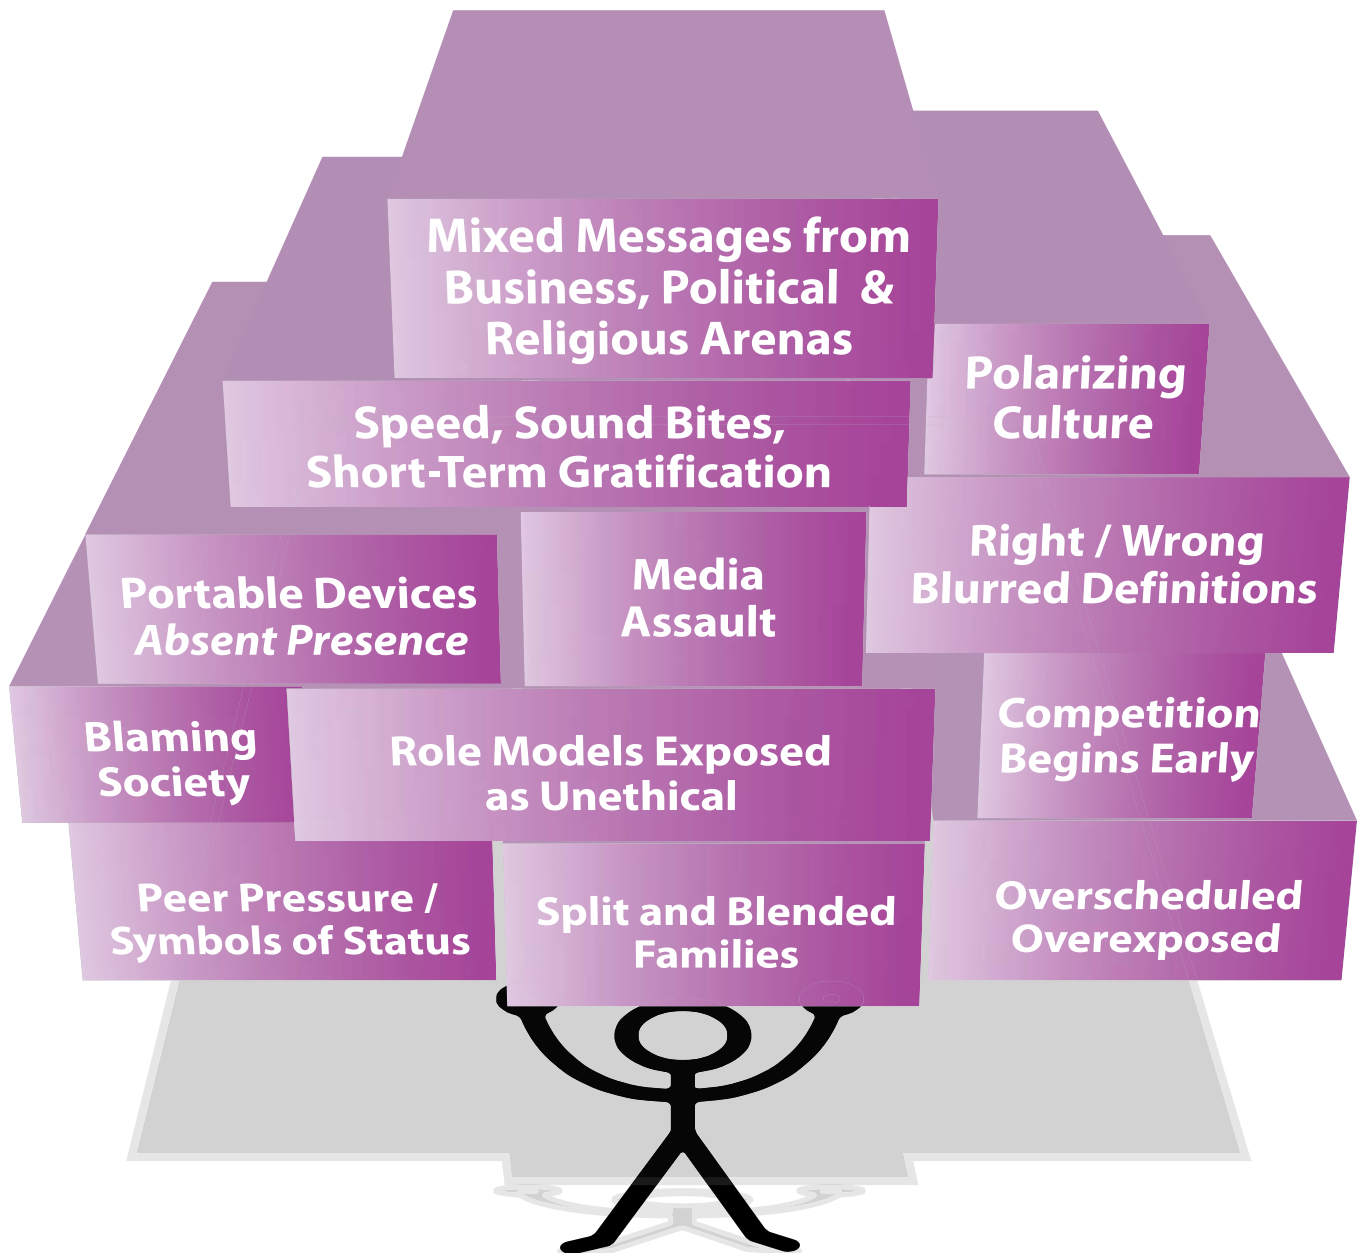 Mixed Messages from
Business, Political &
Religious Arenas
Polarizing
Culture
Speed, Sound Bites,
Short-Term Gratification
Right / Wrong
Blurred Definitions
Media
Assault
Portable Devices
Absent Presence
Competition
Begins Early
Blaming
Society
Role Models Exposed
as Unethical
Peer Pressure /
Symbols of Status
Split and Blended
Families
Overscheduled
Overexposed